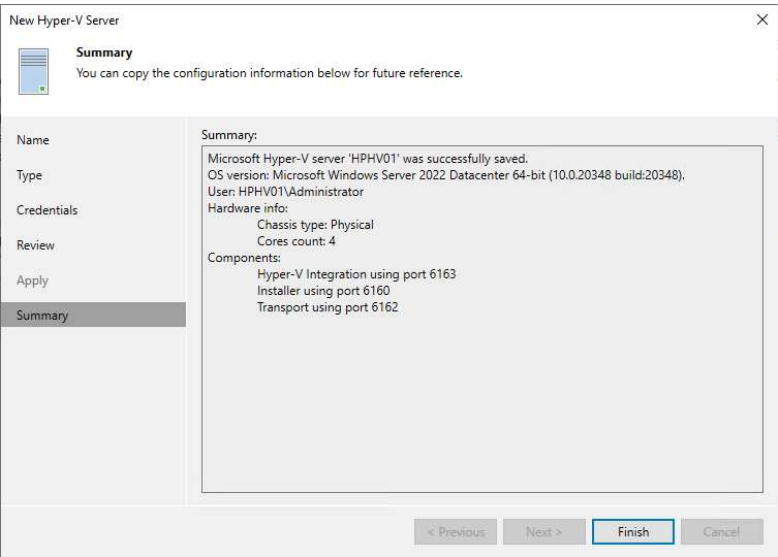 New Hyper-V Server
Summary
You can copy the configuration information below for future reference.
Name
Type
Credentials
Review
Apply
Summary
Summary:
Microsoft Hyper-V server 'HPHV01' was successfully saved.
OS version: Microsoft Windows Server 2022 Datacenter 64-bit (10.0.20348 build:20348).
User: HPHV01\Administrator
Hardware info:
Chassis type: Physical
Cores count: 4
Components:
Hyper-V Integration using port 6163
Installer using port 6160
Transport using port 6162
< Previous
Next >
Finish
Cancel